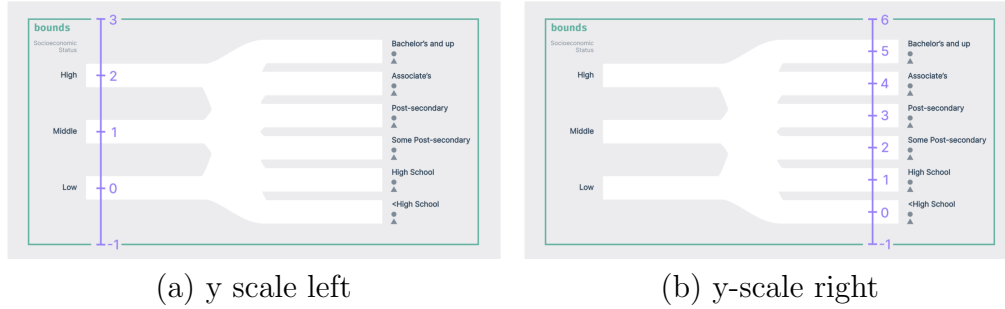 bounds
3
Socioeconomic
Status
High
2
Middle
1
Low
0
-1
Bachelor's and up
Associate's
Post-secondary
Some Post-secondary
High School
<High School
(a) y scale left
bounds
Socioeconomic
Status
High
Middle
Low
6
5
4
3
2
1
0
-1
Bachelor's and up
Associate's
Post-secondary
Some Post-secondary
High School
<High School
(b) y-scale right